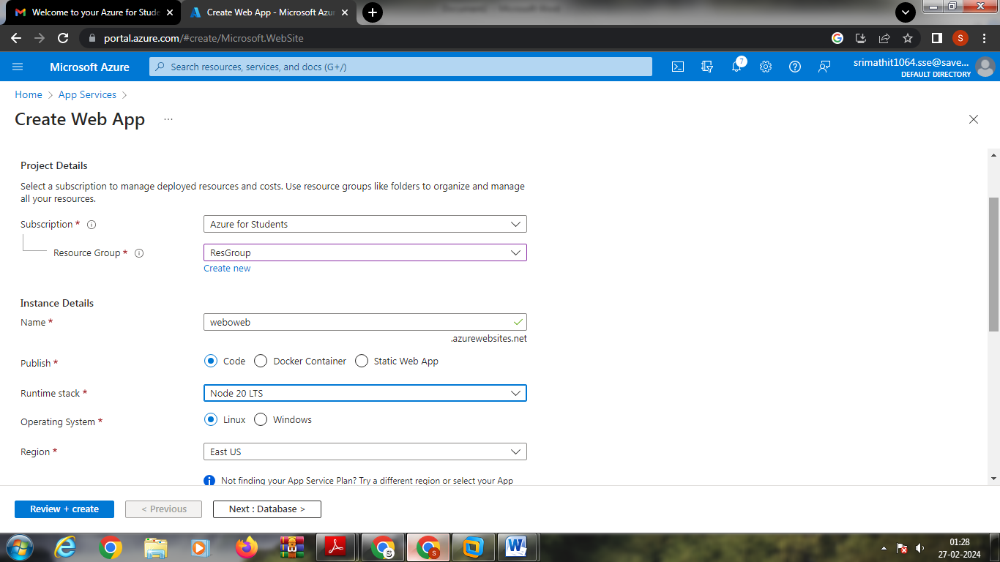 Welcome to your Azure for Stude
Create Web App - Microsoft Azur
portal.azure.com/#create/Microsoft.WebSite
S
Microsoft Azure
Search resources, services, and docs (G+/)
7
srimathit1064.sse@save...
DEFAULT DIRECTORY
Home > App Services >
Create Web App ...
Project Details
Select a subscription to manage deployed resources and costs. Use resource groups like folders to organize and manage
all your resources.
Subscription *
Azure for Students
Resource Group *
ResGroup
Create new
Instance Details
Name *
weboweb
.azurewebsites.net
Publish *
Code Docker Container Static Web App
Runtime stack *
Node 20 LTS
Operating System *
Linux Windows
Region *
East US
Not finding your App Service Plan? Try a different region or select your App
Review + create
< Previous
Next : Database >
01:28
27-02-2024